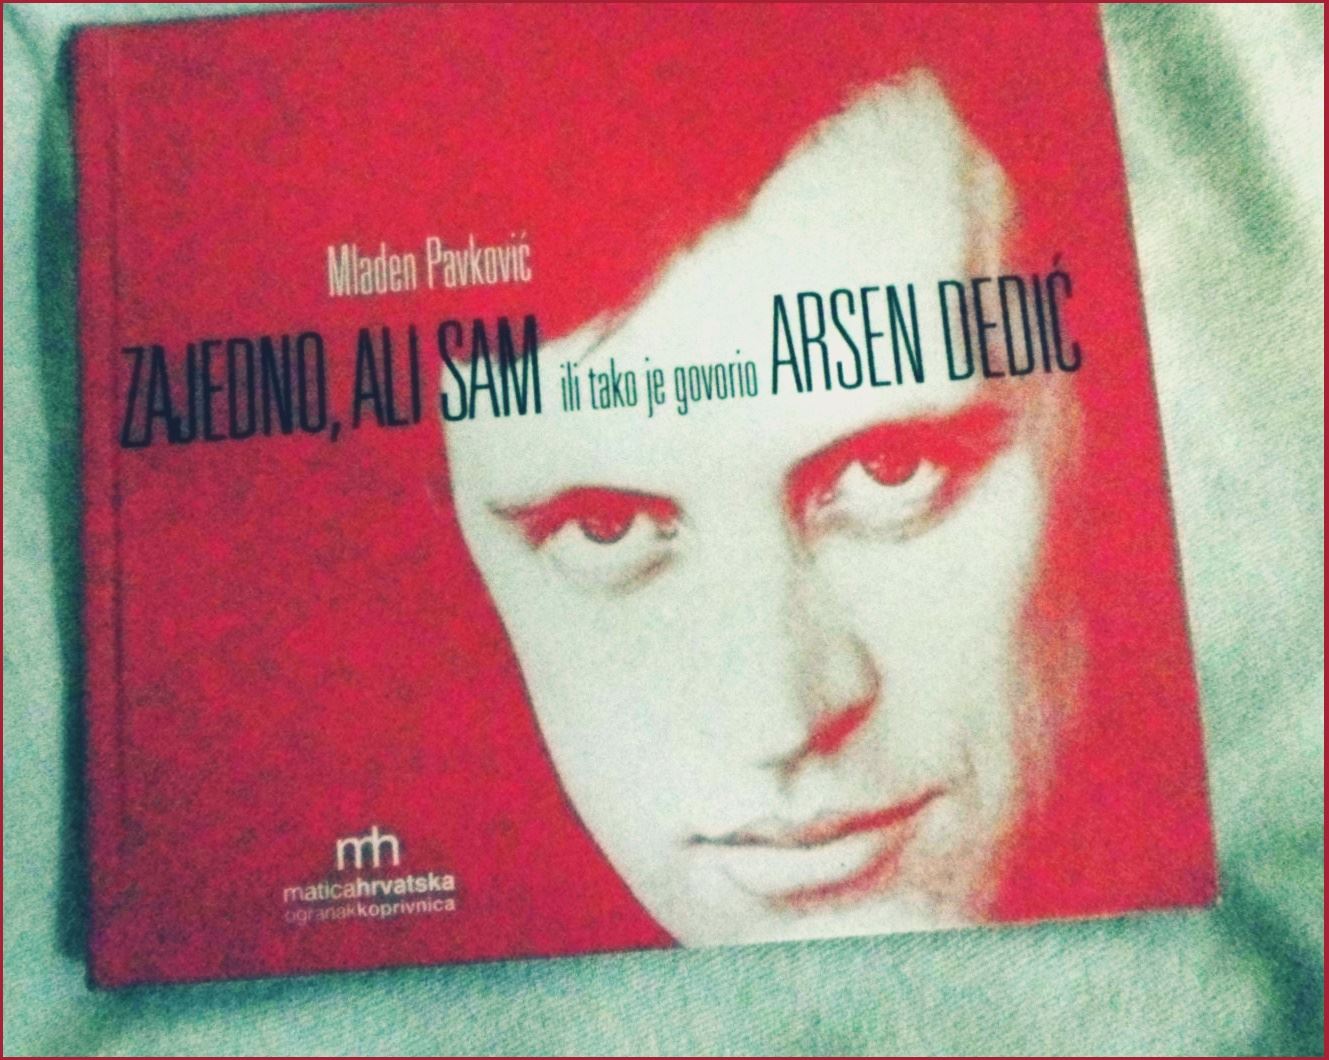 Mladen Pavković
ZAJEDNO, ALI SAM ili tako je govorio ARSEN DEDIĆ
mh
maticahrvatska
ogranakkoprivnica